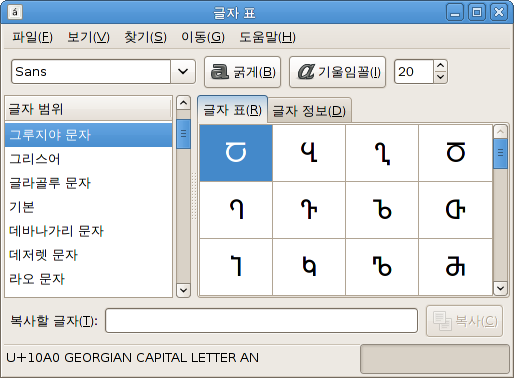 글자 표
파일(F) 보기(V) 찾기(S) 이동(G) 도움말(H)
Sans a 굵게(B) a 기울임꼴(I) 20
글자 범위
그루지야 문자
그리스어
글라골루 문자
기본
데바나가리 문자
데저렛 문자
라오 문자
글자 표(R) 글자 정보(D)
Ⴀ Ⴁ Ⴂ Ⴃ
Ⴄ Ⴅ Ⴆ Ⴇ
Ⴈ Ⴉ Ⴊ Ⴋ
복사할 글자(T): 복사(C)
U+10A0 GEORGIAN CAPITAL LETTER AN